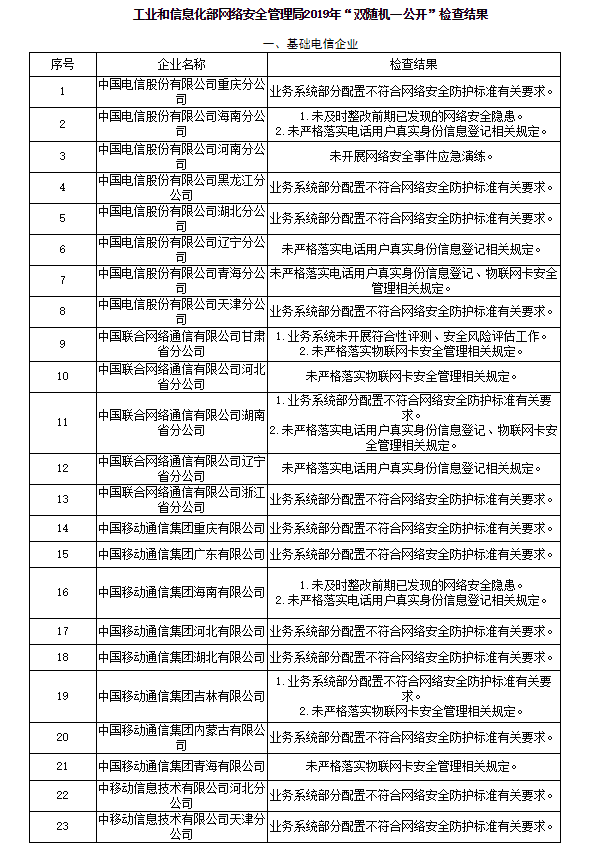 工业和信息化部网络安全管理局2019年“双随机一公开”检查结果
一、基础电信企业
序号 企业名称 检查结果
1 中国电信股份有限公司重庆分公
司 业务系统部分配置不符合网络安全防护标准有关要求。
2 中国电信股份有限公司海南分公
司 1.未及时整改前期已发现的网络安全隐患。
2.未严格落实电话用户真实身份信息登记相关规定。
3 中国电信股份有限公司河南分公
司 未开展网络安全事件应急演练。
4 中国电信股份有限公司黑龙江分
公司 业务系统部分配置不符合网络安全防护标准有关要求。
5 中国电信股份有限公司湖北分公
司 业务系统部分配置不符合网络安全防护标准有关要求。
6 中国电信股份有限公司辽宁分公
司 未严格落实电话用户真实身份信息登记相关规定。
7 中国电信股份有限公司青海分公
司 未严格落实电话用户真实身份信息登记、物联网卡安全
管理相关规定。
8 中国电信股份有限公司天津分公
司 业务系统部分配置不符合网络安全防护标准有关要求。
9 中国联合网络通信有限公司甘肃
省分公司 1.业务系统未开展符合性评测、安全风险评估工作。
2.未严格落实物联网卡安全管理相关规定。
10 中国联合网络通信有限公司河北
省分公司 未严格落实物联网卡安全管理相关规定。
11 中国联合网络通信有限公司湖南
省分公司 1.业务系统部分配置不符合网络安全防护标准有关要
求。
2.未严格落实电话用户真实身份信息登记、物联网卡安
全管理相关规定。
12 中国联合网络通信有限公司辽宁
省分公司 未严格落实电话用户真实身份信息登记相关规定。
13 中国联合网络通信有限公司浙江
省分公司 业务系统部分配置不符合网络安全防护标准有关要求。
14 中国移动通信集团重庆有限公司 业务系统部分配置不符合网络安全防护标准有关要求。
15 中国移动通信集团广东有限公司 业务系统部分配置不符合网络安全防护标准有关要求。
16 中国移动通信集团海南有限公司 1.未及时整改前期已发现的网络安全隐患。
2.未严格落实电话用户真实身份信息登记相关规定。
17 中国移动通信集团河北有限公司 业务系统部分配置不符合网络安全防护标准有关要求。
18 中国移动通信集团湖北有限公司 业务系统部分配置不符合网络安全防护标准有关要求。
19 中国移动通信集团吉林有限公司 1.业务系统部分配置不符合网络安全防护标准有关要
求。
2.未严格落实物联网卡安全管理相关规定。
20 中国移动通信集团内蒙古有限公
司 业务系统部分配置不符合网络安全防护标准有关要求。
21 中国移动通信集团青海有限公司 未严格落实物联网卡安全管理相关规定。
22 中移动信息技术有限公司河北分
公司 业务系统部分配置不符合网络安全防护标准有关要求。
23 中移动信息技术有限公司天津分
公司 业务系统部分配置不符合网络安全防护标准有关要求。